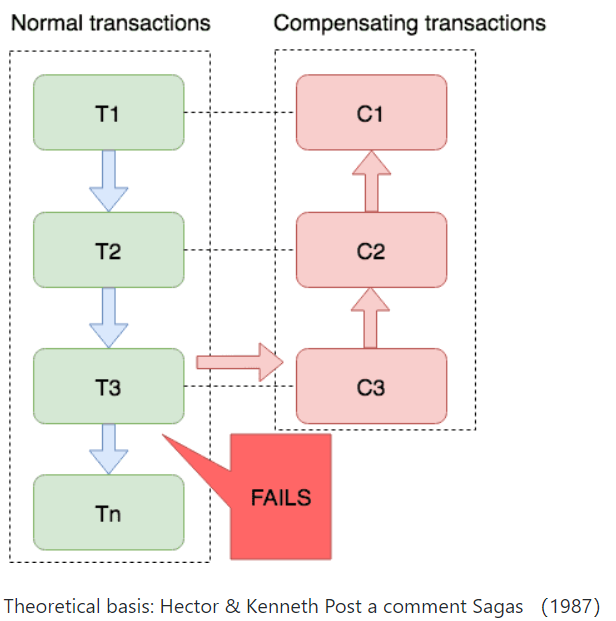 Normal transactions
Compensating transactions
T1
C1
T2
C2
T3
C3
FAILS
Tn
Theoretical basis: Hector & Kenneth Post a comment Sagas (1987)